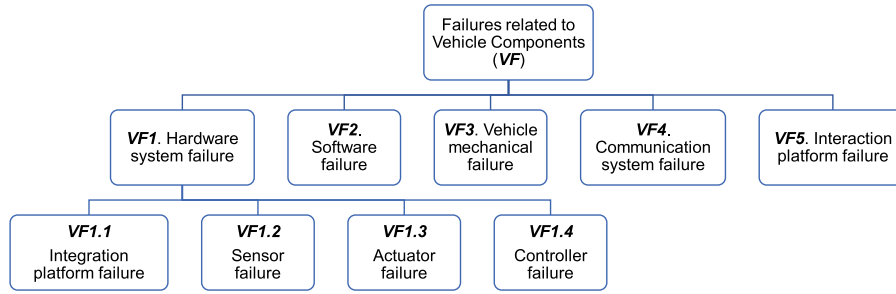 Failures related to
Vehicle Components
(VF)
VF1. Hardware
system failure
VF2.
Software
failure
VF3. Vehicle
mechanical
failure
VF4.
Communication
system failure
VF5. Interaction
platform failure
VF1.1
Integration
platform failure
VF1.2
Sensor
failure
VF1.3
Actuator
failure
VF1.4
Controller
failure